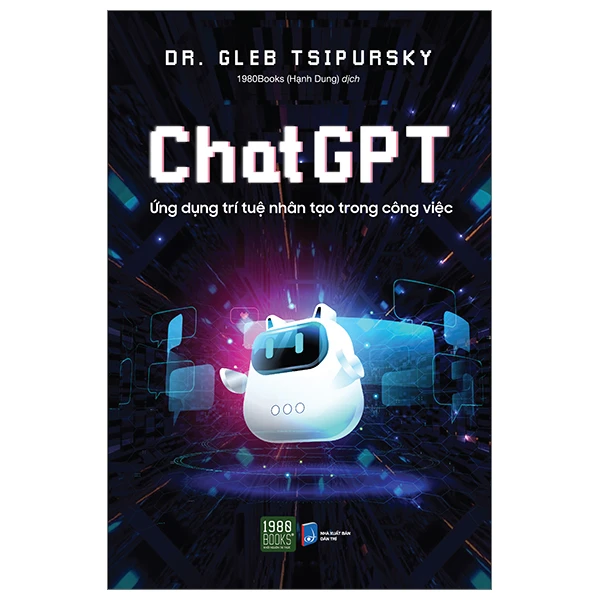 DR. GLEB TSIPURSKY
1980Books (Hạnh Dung) dịch
ChatGPT
Ứng dụng trí tuệ nhân tạo trong công việc
1980
BOOKS
NHÀ XUẤT BẢN
DÂN TRÍ